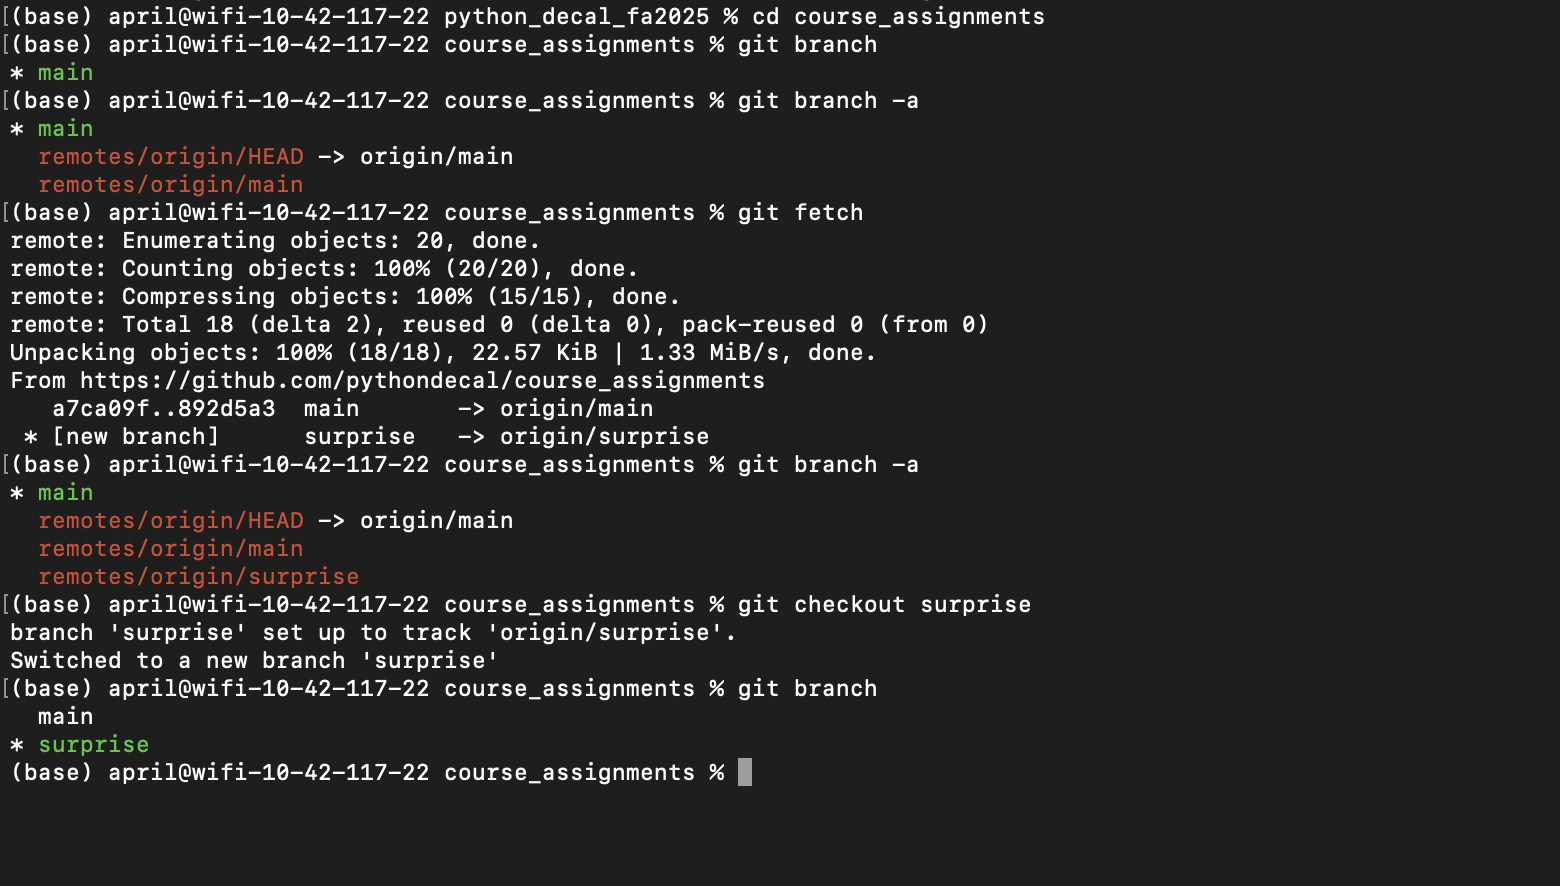 [(base) april@wifi-10-42-117-22 python_decal_fa2025 % cd course_assignments
[(base) april@wifi-10-42-117-22 course_assignments % git branch
* main
[(base) april@wifi-10-42-117-22 course_assignments % git branch -a
* main
  remotes/origin/HEAD -> origin/main
  remotes/origin/main
[(base) april@wifi-10-42-117-22 course_assignments % git fetch
remote: Enumerating objects: 20, done.
remote: Counting objects: 100% (20/20), done.
remote: Compressing objects: 100% (15/15), done.
remote: Total 18 (delta 2), reused 0 (delta 0), pack-reused 0 (from 0)
Unpacking objects: 100% (18/18), 22.57 KiB | 1.33 MiB/s, done.
From https://github.com/pythondecal/course_assignments
   a7ca09f..892d5a3  main       -> origin/main
 * [new branch]      surprise   -> origin/surprise
[(base) april@wifi-10-42-117-22 course_assignments % git branch -a
* main
  remotes/origin/HEAD -> origin/main
  remotes/origin/main
  remotes/origin/surprise
[(base) april@wifi-10-42-117-22 course_assignments % git checkout surprise
branch 'surprise' set up to track 'origin/surprise'.
Switched to a new branch 'surprise'
[(base) april@wifi-10-42-117-22 course_assignments % git branch
  main
* surprise
(base) april@wifi-10-42-117-22 course_assignments %